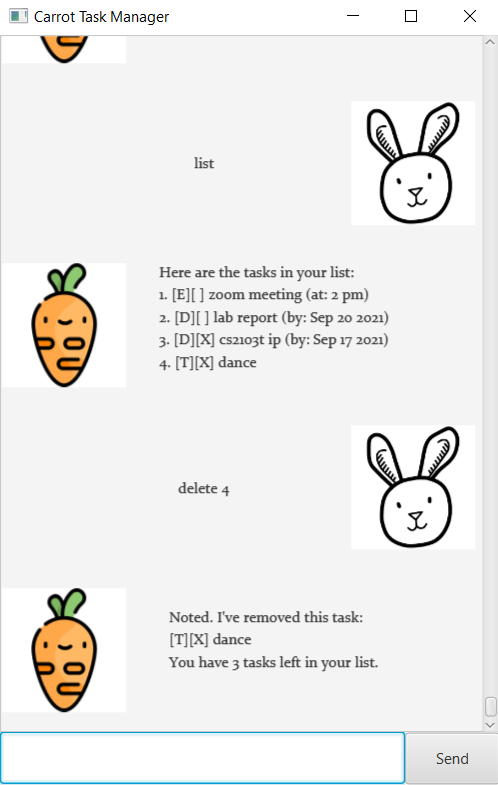 Carrot Task Manager
list
Here are the tasks in your list:
1. [E][ ] zoom meeting (at: 2 pm)
2. [D][ ] lab report (by: Sep 20 2021)
3. [D][X] cs2103t ip (by: Sep 17 2021)
4. [T][X] dance
delete 4
Noted. I've removed this task:
[T][X] dance
You have 3 tasks left in your list.
Send